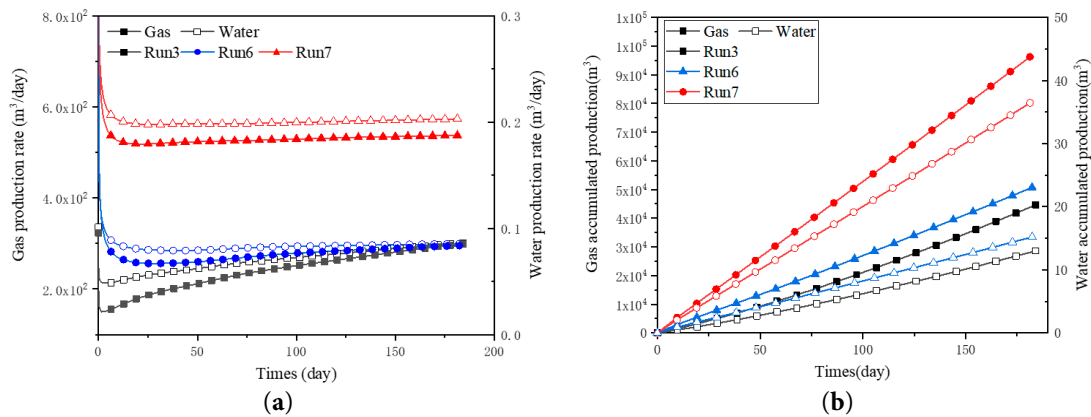 8. 0x10²
6. 0x10²
4. 0x10²
2. 0x10²
Gas production rate (m³/day)
Gas Water
Run3 Run6 Run7
0.3
0.2
0.1
0.0
Water production rate (m³/day)
0 50 100 150 200
Times (day)
(a)
1x10⁵
1x10⁵
9x10⁴
8x10⁴
7x10⁴
6x10⁴
5x10⁴
4x10⁴
3x10⁴
2x10⁴
1x10⁴
0
Gas accumulated production(m³)
Gas Water
Run3
Run6
Run7
50
40
30
20
10
0
Water accumulated production(m³)
0 50 100 150
Times(day)
(b)